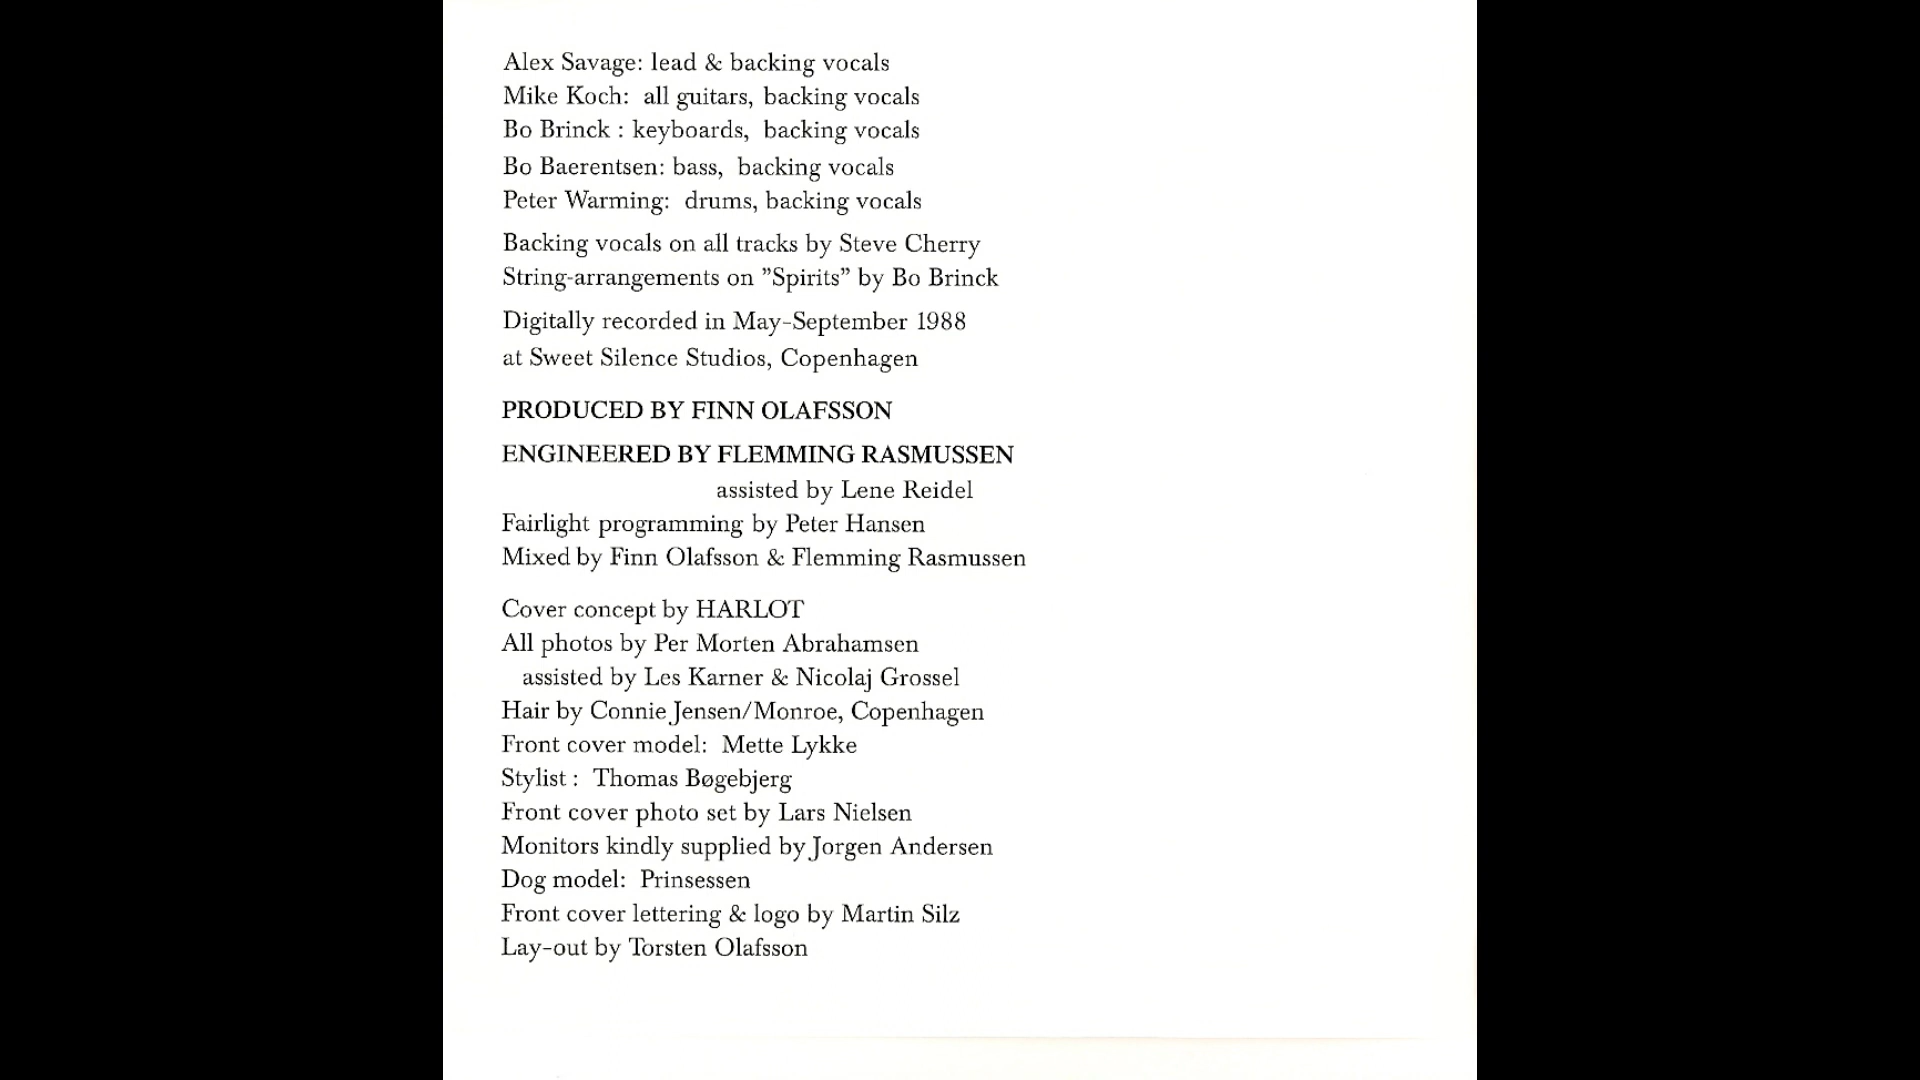 Alex Savage: lead & backing vocals
Mike Koch: all guitars, backing vocals
Bo Brinck : keyboards, backing vocals
Bo Baerentsen: bass, backing vocals
Peter Warming: drums, backing vocals
Backing vocals on all tracks by Steve Cherry
String-arrangements on ”Spirits” by Bo Brinck
Digitally recorded in May-September 1988
at Sweet Silence Studios, Copenhagen
PRODUCED BY FINN OLAFSSON
ENGINEERED BY FLEMMING RASMUSSEN
assisted by Lene Reidel
Fairlight programming by Peter Hansen
Mixed by Finn Olafsson & Flemming Rasmussen
Cover concept by HARLOT
All photos by Per Morten Abrahamsen
assisted by Les Karner & Nicolaj Grossel
Hair by Connie Jensen/Monroe, Copenhagen
Front cover model: Mette Lykke
Stylist : Thomas Bøgebjerg
Front cover photo set by Lars Nielsen
Monitors kindly supplied by Jorgen Andersen
Dog model: Prinsessen
Front cover lettering & logo by Martin Silz
Lay-out by Torsten Olafsson